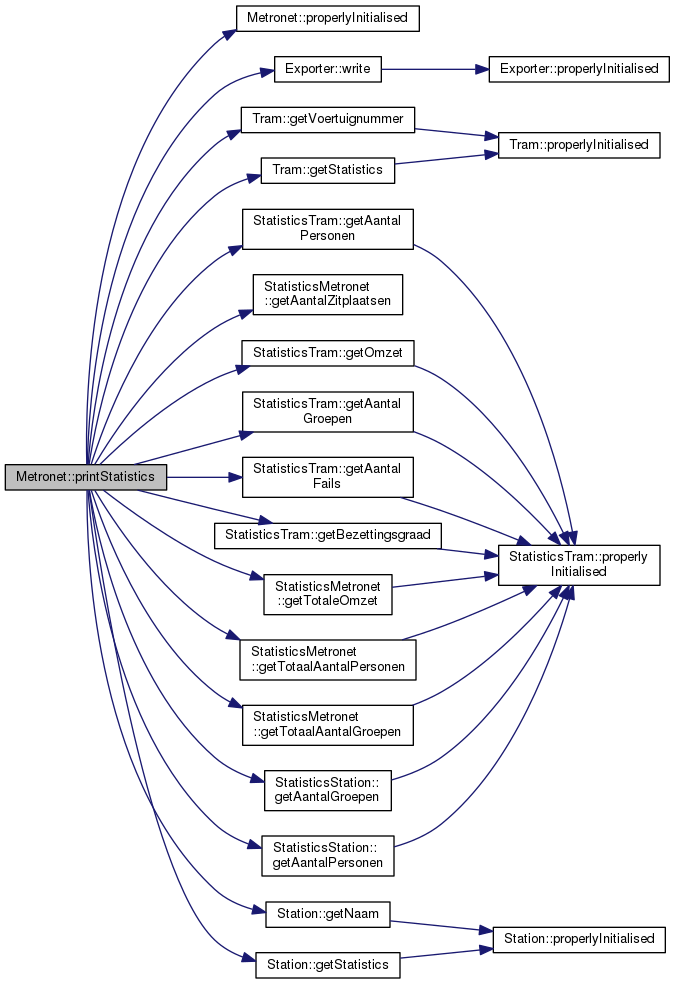 Metronet::printStatistics
Metronet::properlyInitialised
Exporter::write
Exporter::properlyInitialised
Tram::getVoertuignummer
Tram::properlyInitialised
Tram::getStatistics
StatisticsTram::getAantal
Personen
StatisticsMetronet
::getAantalZitplaatsen
StatisticsTram::getOmzet
StatisticsTram::getAantal
Groepen
StatisticsTram::getAantal
Fails
StatisticsTram::getBezettingsgraad
StatisticsTram::properly
Initialised
StatisticsMetronet
::getTotaleOmzet
StatisticsMetronet
::getTotaalAantalPersonen
StatisticsMetronet
::getTotaalAantalGroepen
StatisticsStation::
getAantalGroepen
StatisticsStation::
getAantalPersonen
Station::getNaam
Station::properlyInitialised
Station::getStatistics